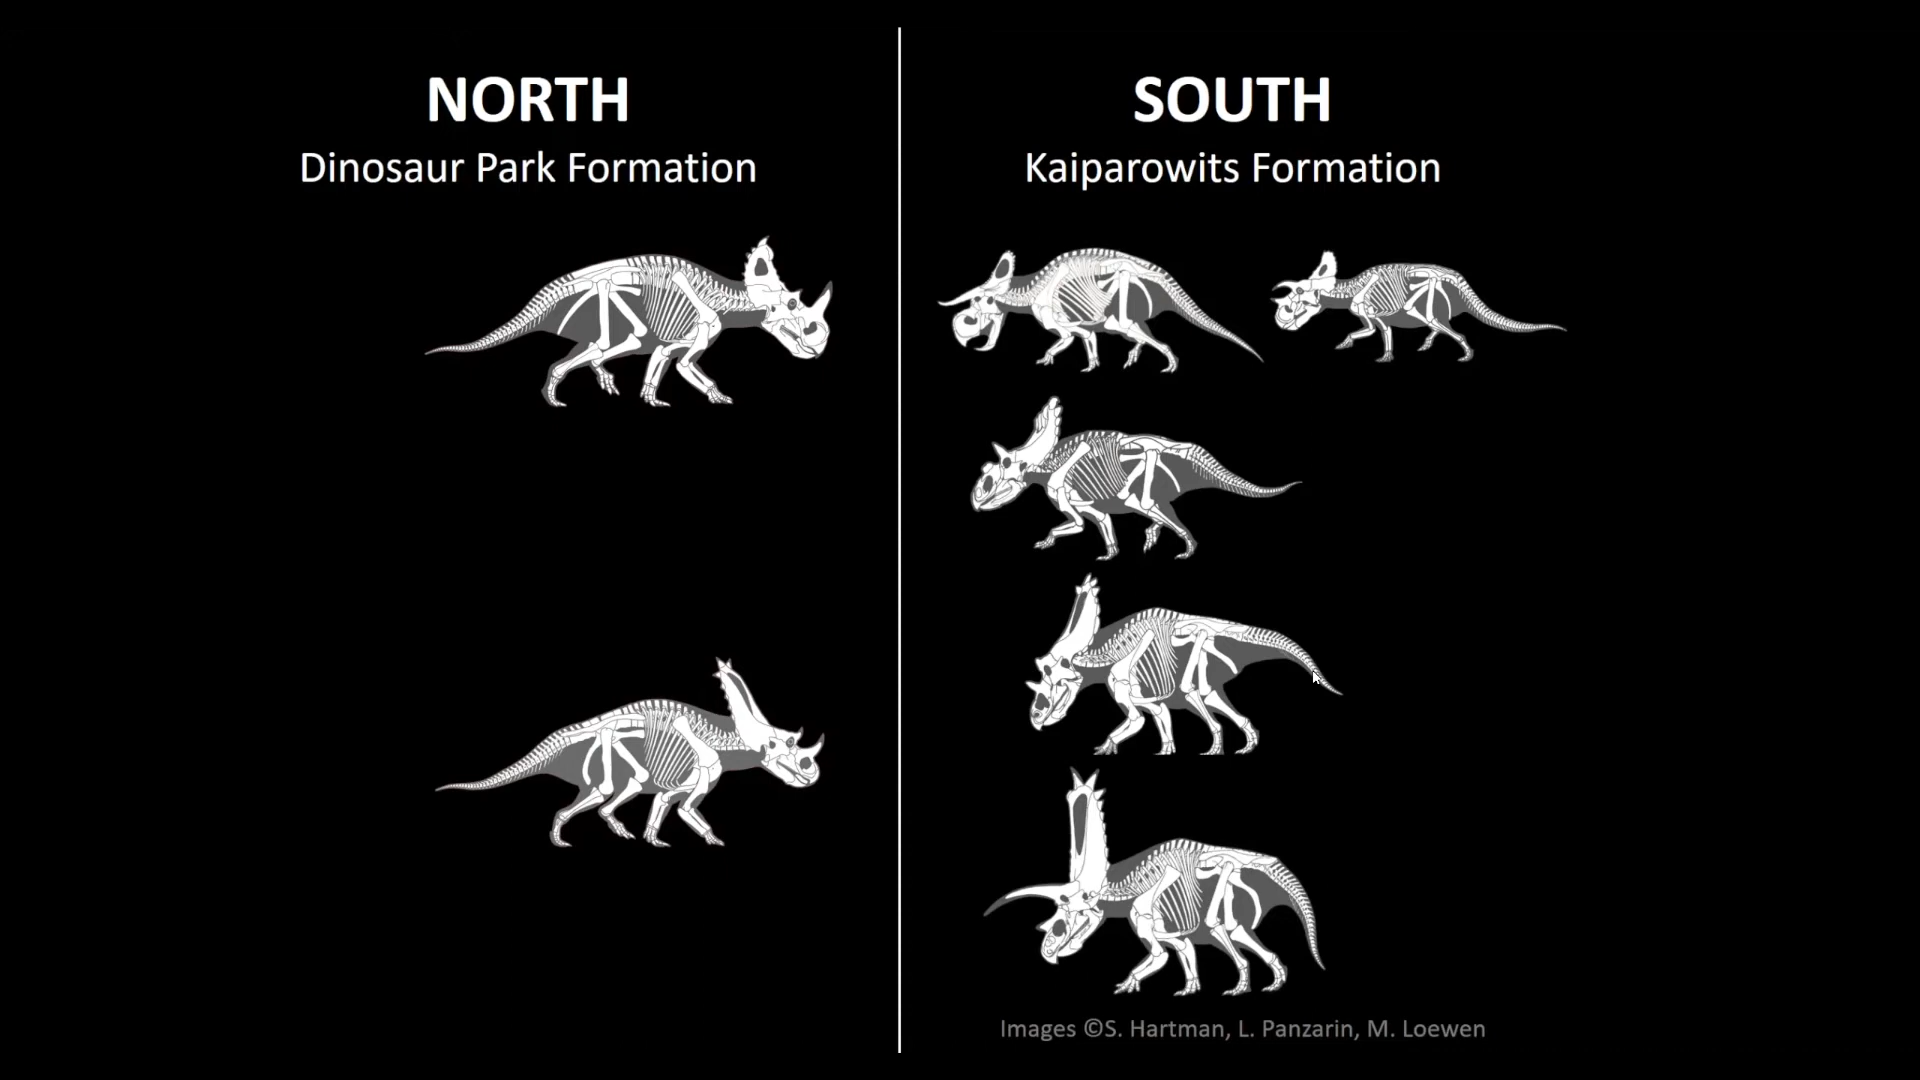 NORTH
Dinosaur Park Formation
SOUTH
Kaiparowits Formation
Images ©S. Hartman, L. Panzarin, M. Loewen